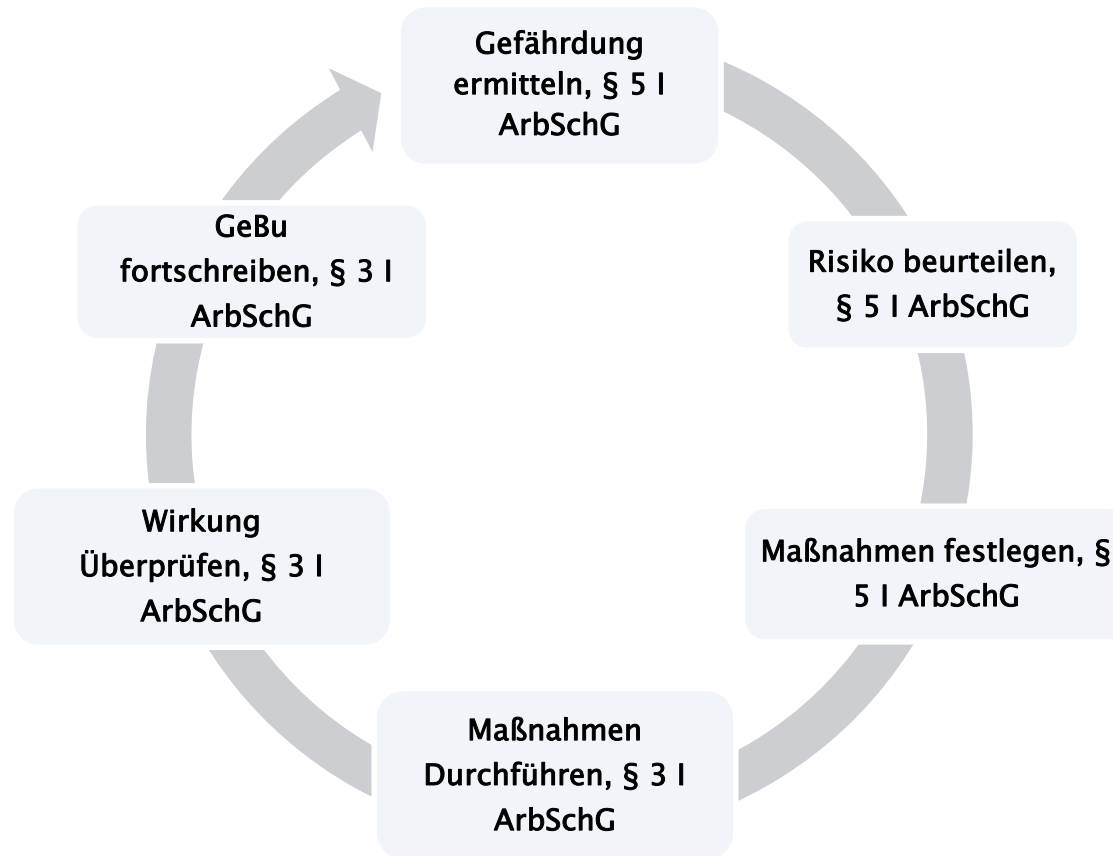 Gefährdung
ermitteln, § 5 I
ArbSchG
Risiko beurteilen,
§ 5 I ArbSchG
Maßnahmen festlegen, §
5 I ArbSchG
Maßnahmen
Durchführen, § 3 I
ArbSchG
Wirkung
Überprüfen, § 3 I
ArbSchG
GeBu
fortschreiben, § 3 I
ArbSchG